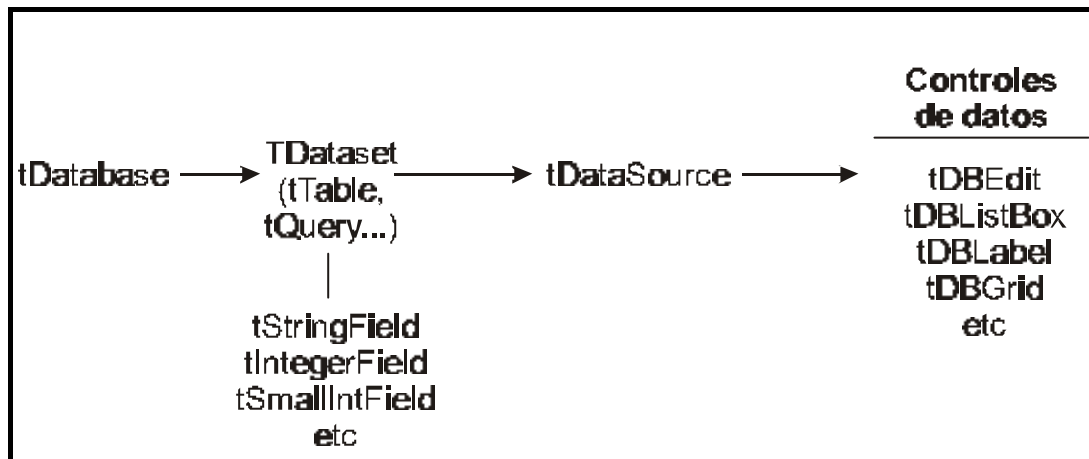 tDatabase
TDataset
(tTable,
tQuery...)
tStringField
tIntegerField
tSmallIntField
etc
tDataSource
Controles
de datos
tDBEdit
tDBListBox
tDBLabel
tDBGrid
etc